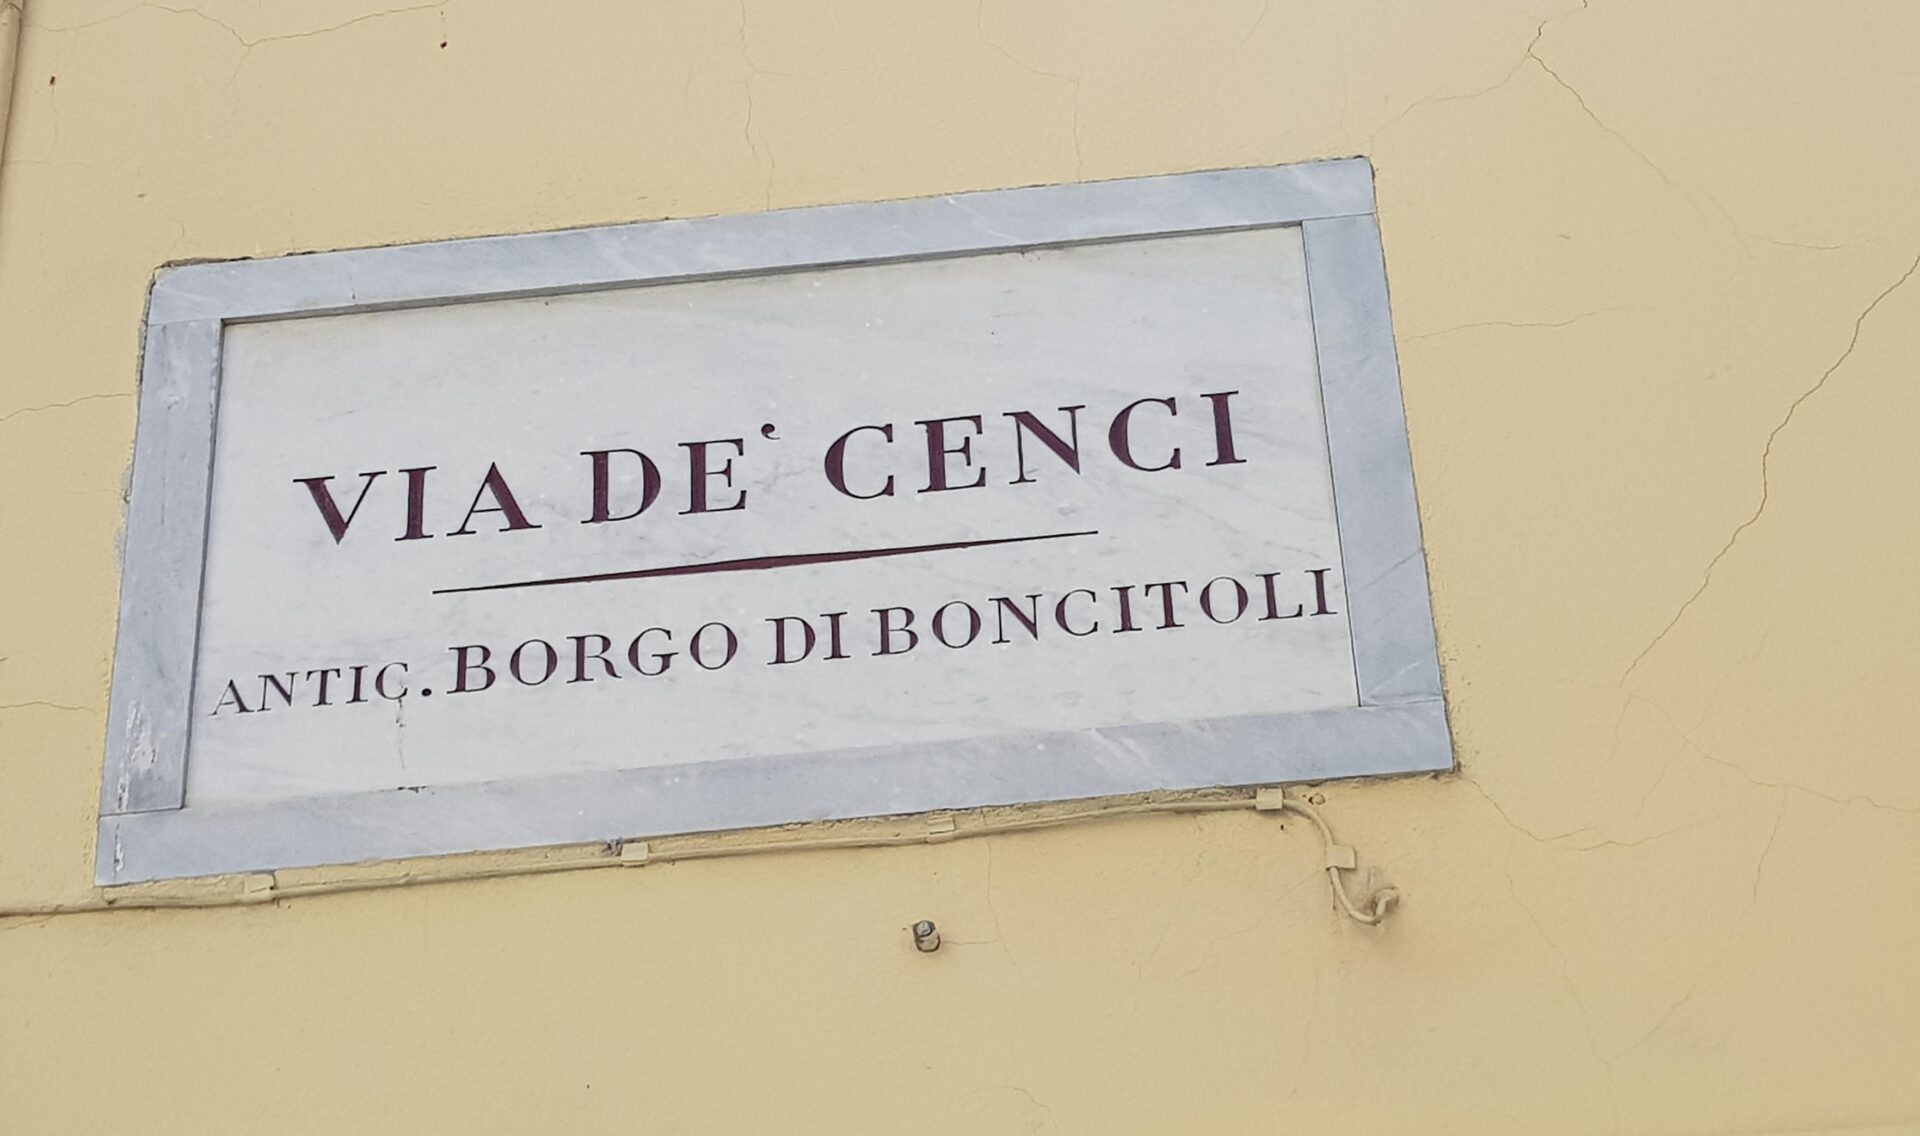 VIA DE' CENCI
ANTIC. BORGO DI BONCITOLI